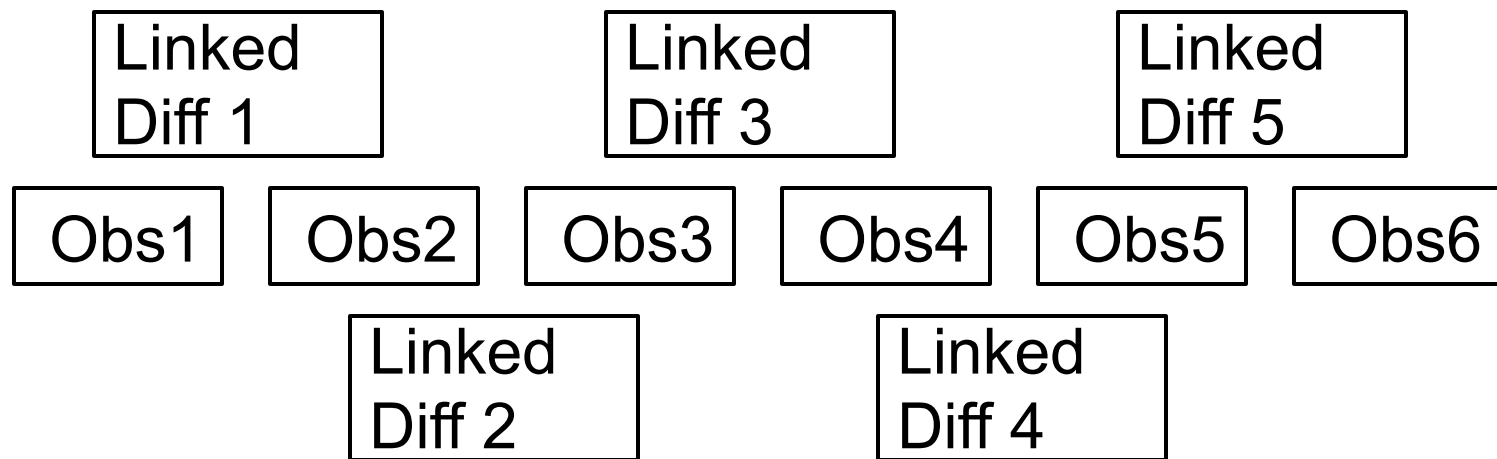 Linked
Diff 1
Linked
Diff 3
Linked
Diff 5
Obs1
Obs2
Obs3
Obs4
Obs5
Obs6
Linked
Diff 2
Linked
Diff 4